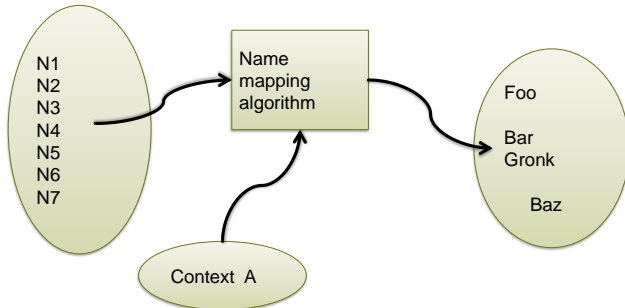 N1
N2
N3
N4
N5
N6
N7
Name
mapping
algorithm
Foo
Bar
Gronk
Baz
Context A